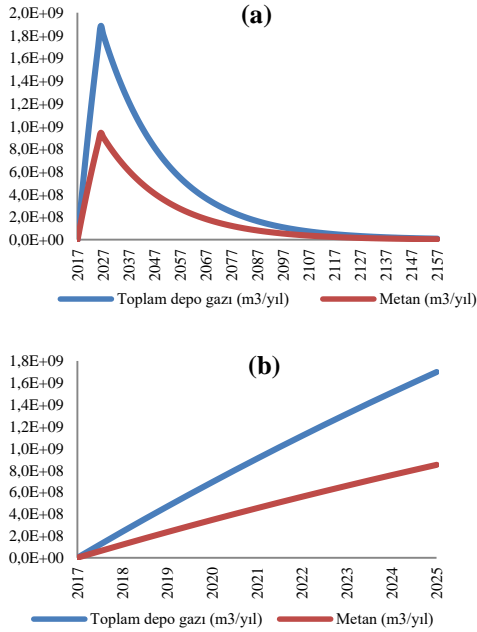 (a)
2,0E+09
1,8E+09
1,6E+09
1,4E+09
1,2E+09
1,0E+09
8,0E+08
6,0E+08
4,0E+08
2,0E+08
0,0E+00
2017 2027 2037 2047 2057 2067 2077 2087 2097 2107 2117 2127 2137 2147 2157
Toplam depo gazı (m3/yıl) Metan (m3/yıl)
(b)
1,8E+09
1,6E+09
1,4E+09
1,2E+09
1,0E+09
8,0E+08
6,0E+08
4,0E+08
2,0E+08
0,0E+00
2017 2018 2019 2020 2021 2022 2023 2024 2025
Toplam depo gazı (m3/yıl) Metan (m3/yıl)